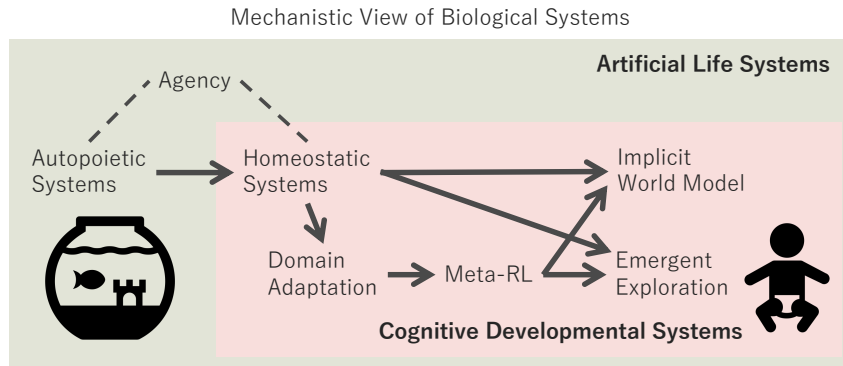 Mechanistic View of Biological Systems
Artificial Life Systems
Agency
Autopoietic
Systems
Homeostatic
Systems
Implicit
World Model
Domain
Adaptation
Meta-RL
Emergent
Exploration
Cognitive Developmental Systems